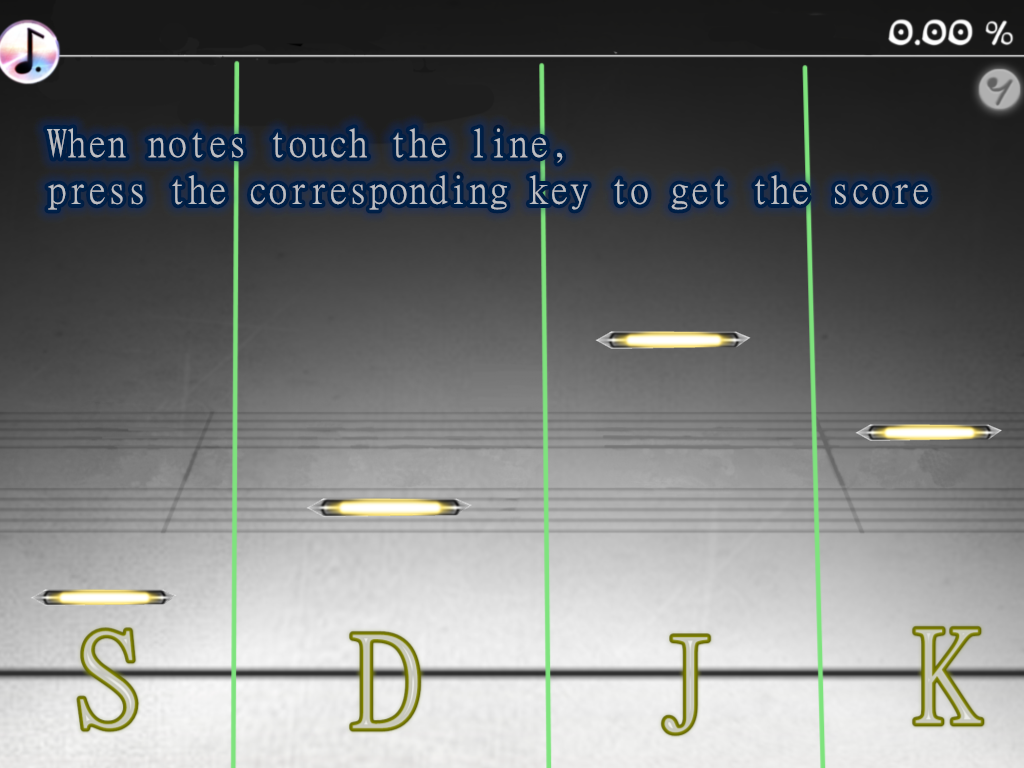 0.00 %
When notes touch the line,
press the corresponding key to get the score
S D J K